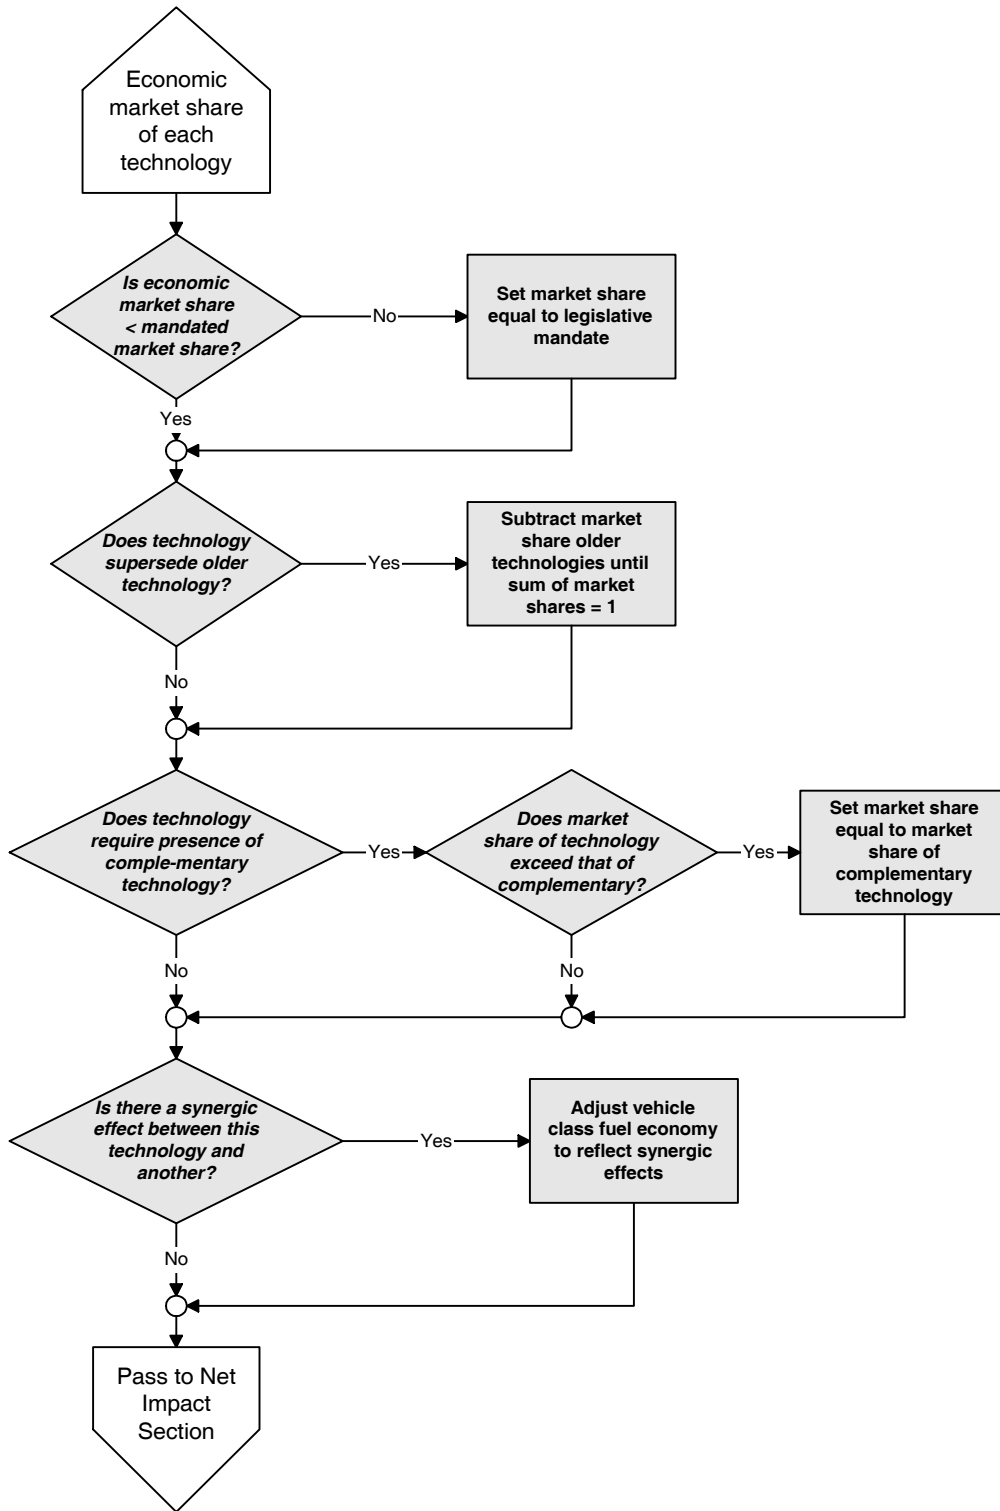 Economic
market share
of each
technology
Is economic
market share
< mandated
market share?
No
Set market share
equal to legislative
mandate
Yes
Does technology
supersede older
technology?
Yes
Subtract market
share older
technologies until
sum of market
shares = 1
No
Does technology
require presence of
comple-mentary
technology?
Yes
Does market
share of technology
exceed that of
complementary?
Yes
Set market share
equal to market
share of
complementary
technology
No
No
Is there a synergic
effect between this
technology and
another?
Yes
Adjust vehicle
class fuel economy
to reflect synergic
effects
No
Pass to Net
Impact
Section